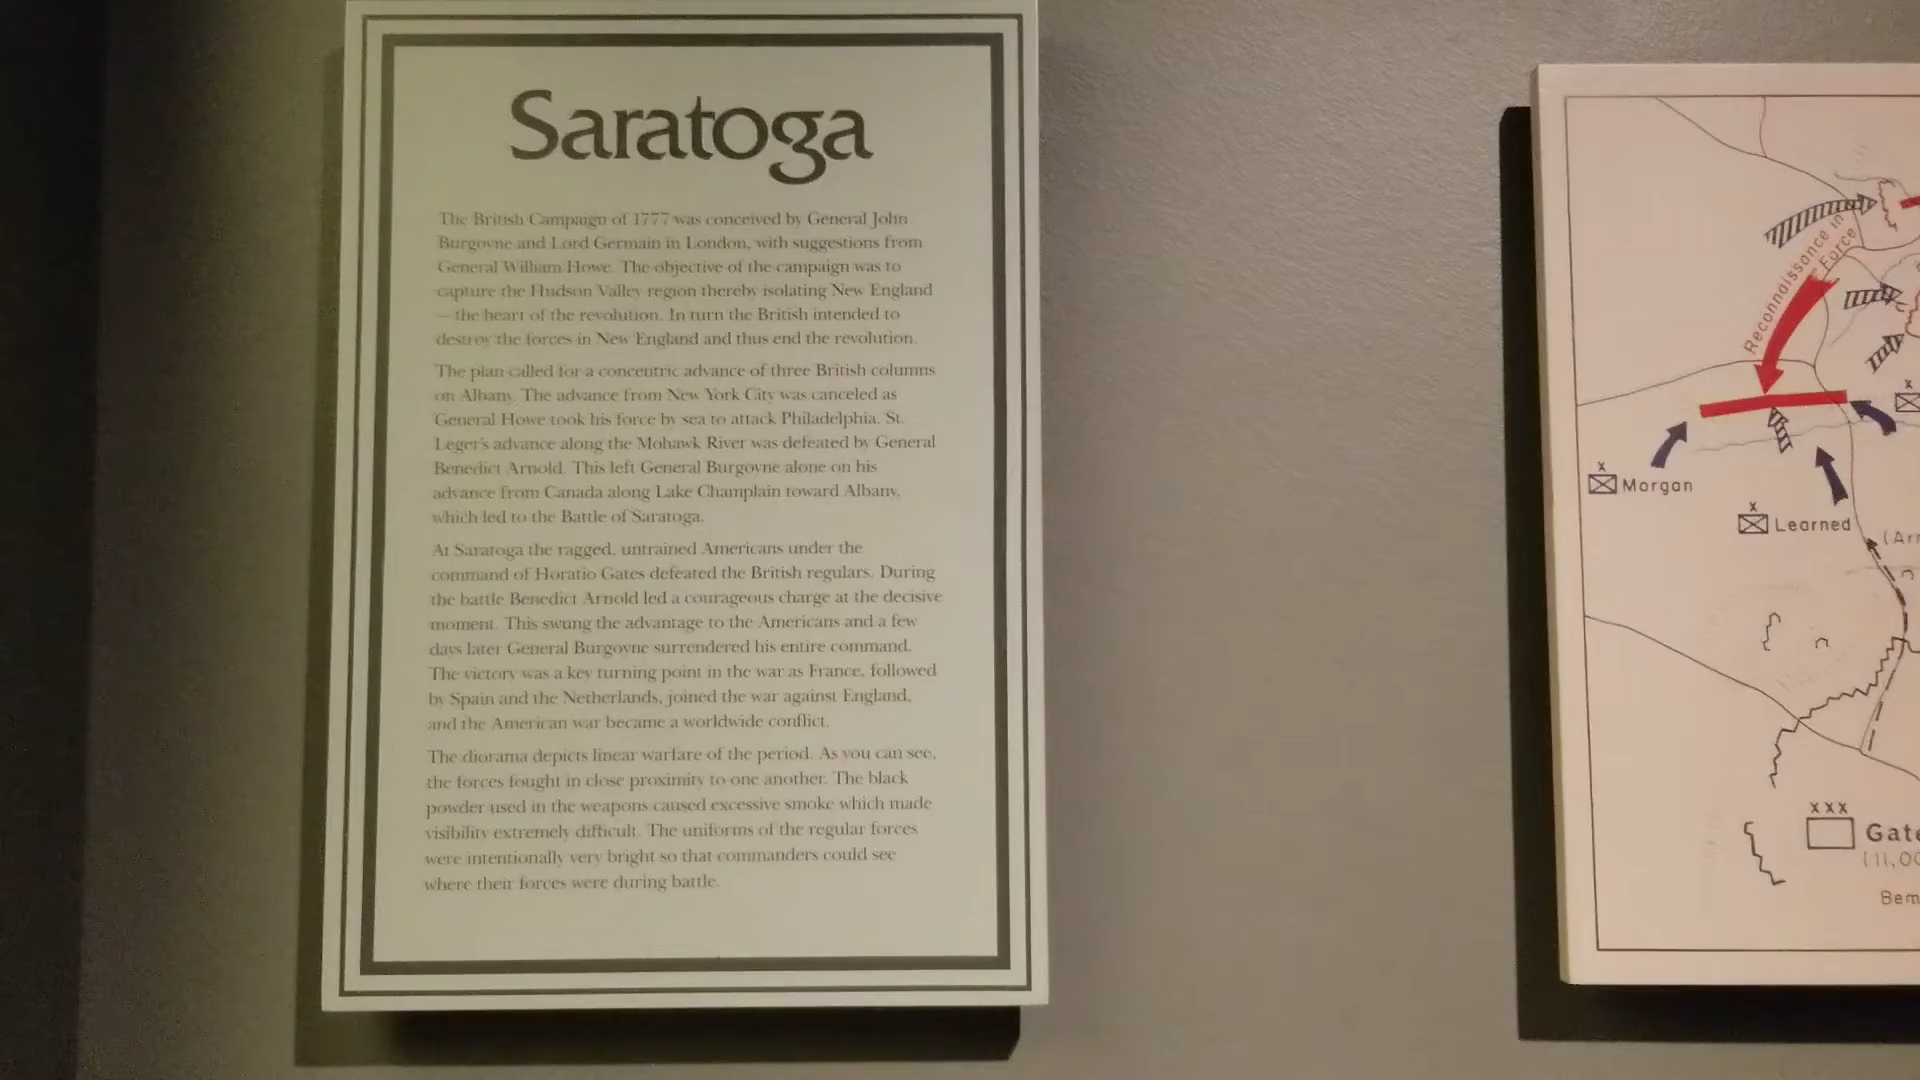 Saratoga
The British Campaign of 1777 was conceived by General John
Burgoyne and Lord Germain in London, with suggestions from
General William Howe. The objective of the campaign was to
capture the Hudson Valley region thereby isolating New England
— the heart of the revolution. In turn the British intended to
destroy the forces in New England and thus end the revolution.
The plan called for a concentric advance of three British columns
on Albany. The advance from New York City was canceled as
General Howe took his force by sea to attack Philadelphia. St.
Leger's advance along the Mohawk River was defeated by General
Benedict Arnold. This left General Burgoyne alone on his
advance from Canada along Lake Champlain toward Albany,
which led to the Battle of Saratoga.
At Saratoga the ragged, untrained Americans under the
command of Horatio Gates defeated the British regulars. During
the battle Benedict Arnold led a courageous charge at the decisive
moment. This swung the advantage to the Americans and a few
days later General Burgoyne surrendered his entire command.
The victory was a key turning point in the war as France, followed
by Spain and the Netherlands, joined the war against England,
and the American war became a worldwide conflict.
The diorama depicts linear warfare of the period. As you can see,
the forces fought in close proximity to one another. The black
powder used in the weapons caused excessive smoke which made
visibility extremely difficult. The uniforms of the regular forces
were intentionally very bright so that commanders could see
where their forces were during battle.
Reconnaissance in
Force
X
X
Morgan
X
Learned
(Arn
XXX
Gate
(11,00
Bem